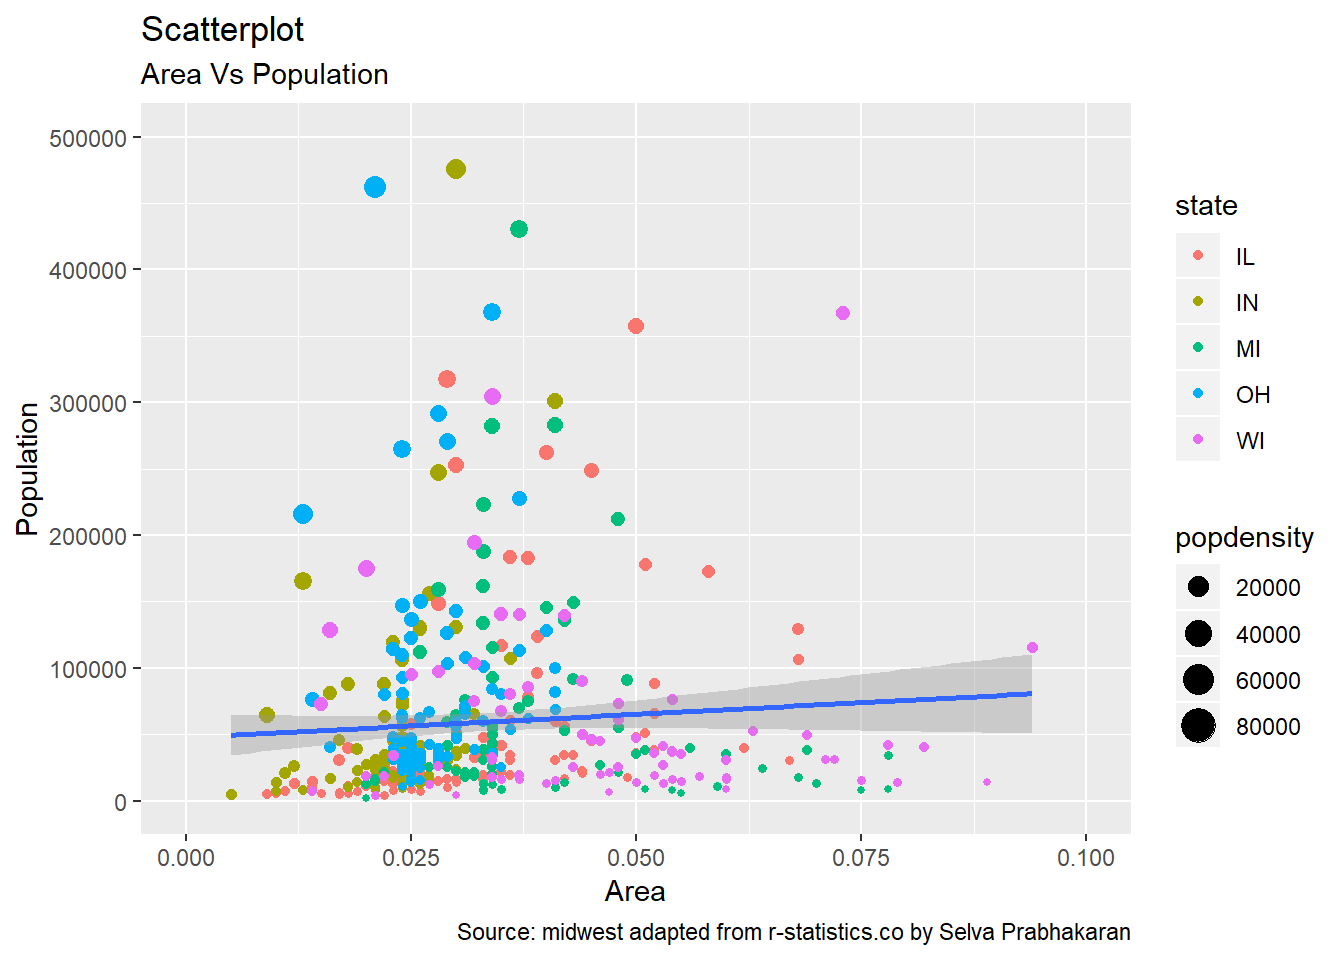 Scatterplot
Area Vs Population
500000
400000
300000
200000
100000
0
Population
0.000
0.025
0.050
0.075
0.100
Area
state
IL
IN
MI
OH
WI
popdensity
20000
40000
60000
80000
Source: midwest adapted from r-statistics.co by Selva Prabhakaran